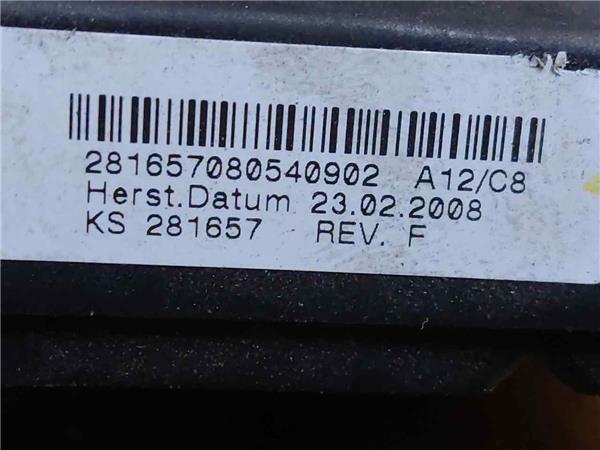 281657080540902 A12/C8
Herst.Datum 23.02.2008
KS 281657 REV. F